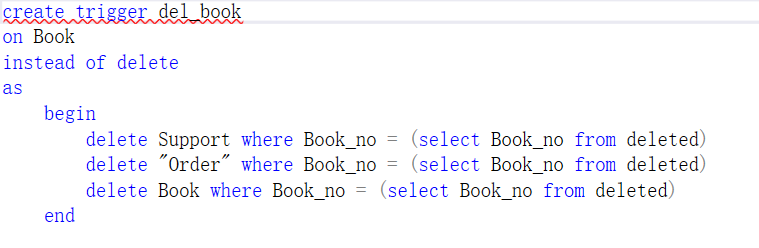 create trigger del_book
on Book
instead of delete
as
    begin
        delete Support where Book_no = (select Book_no from deleted)
        delete "Order" where Book_no = (select Book_no from deleted)
        delete Book where Book_no = (select Book_no from deleted)
    end